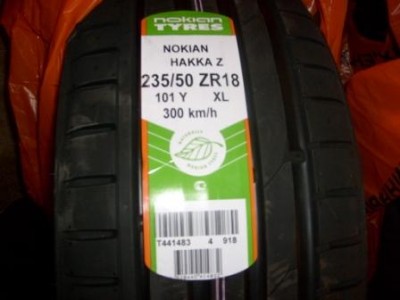 nokian
TYRES
NOKIAN
HAKKA Z
235/50 ZR18
101 Y XL
300 km/h
T441483 4 918